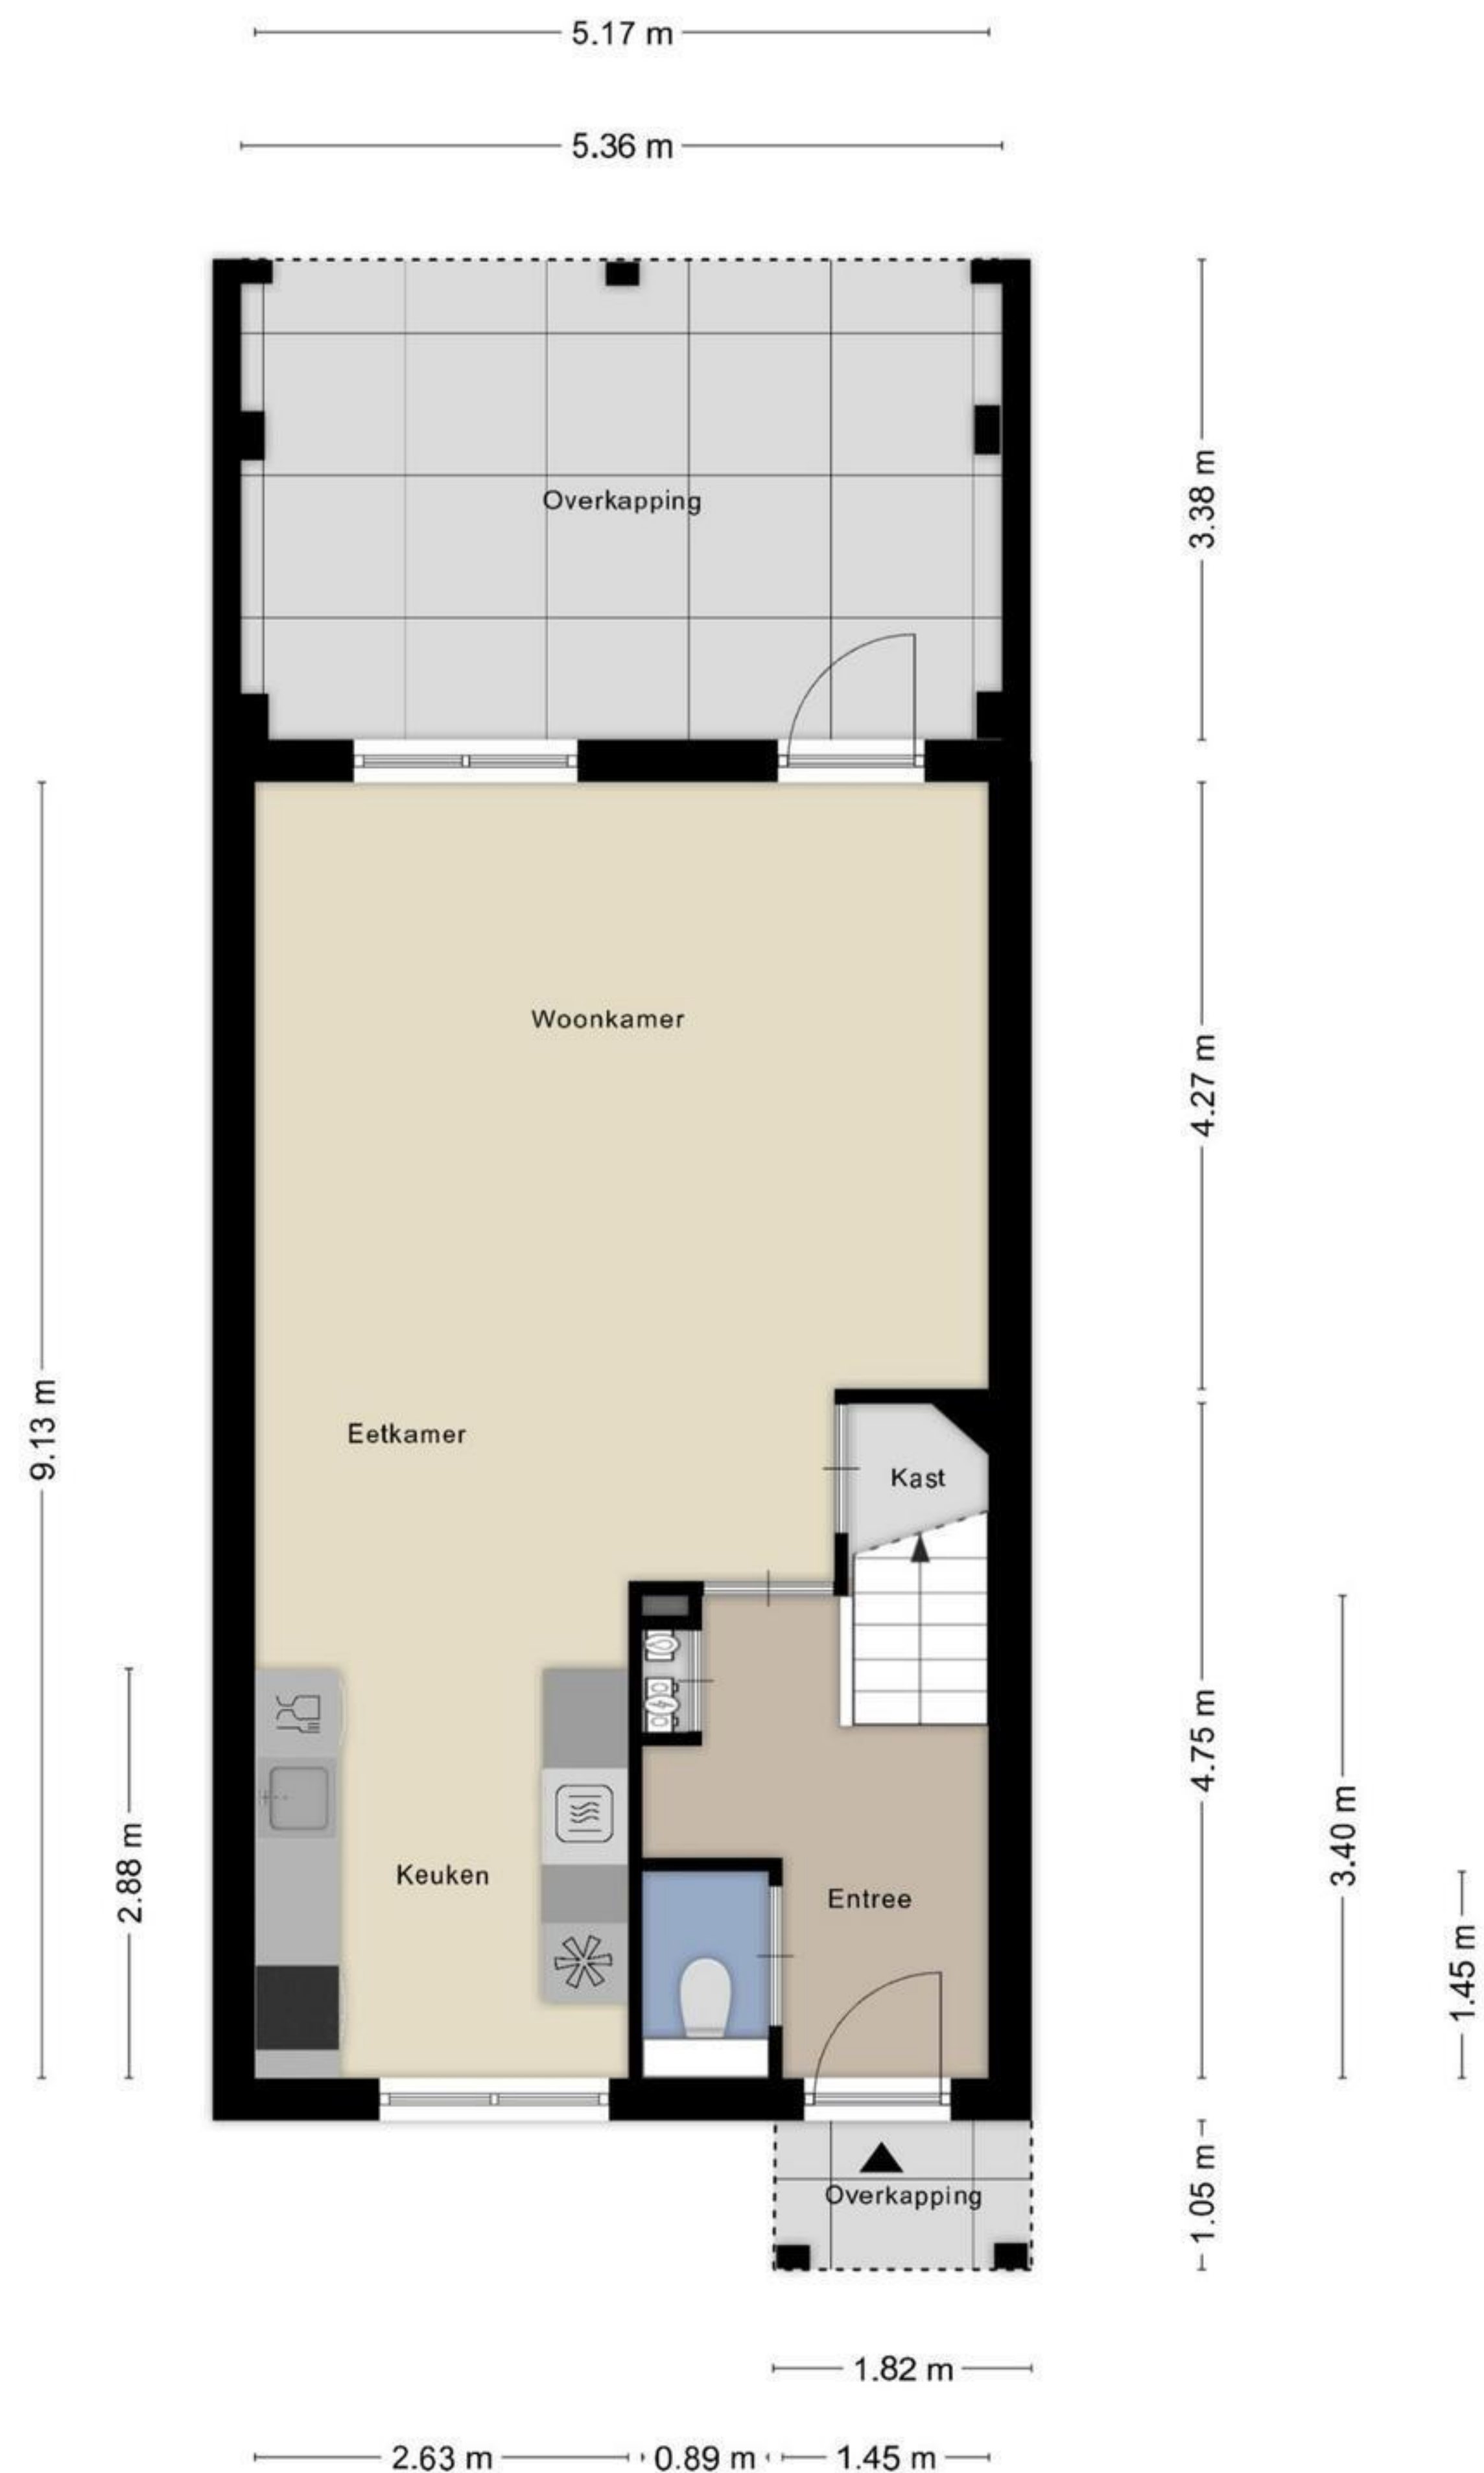 5.17 m
5.36 m
Overkapping
3.38 m
Woonkamer
4.27 m
Eetkamer
9.13 m
Kast
4.75 m
Keuken
2.88 m
Entree
3.40 m
1.45 m
Overkapping
1.05 m
1.82 m
2.63 m
0.89 m
1.45 m